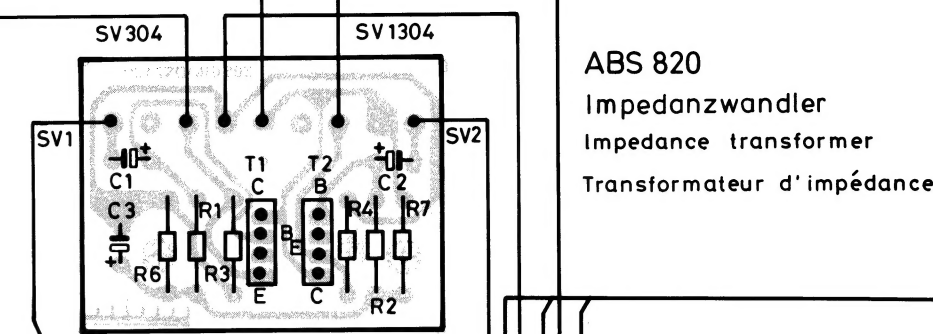 SV304
SV1304
ABS 820
Impedanzwandler
Impedance transformer
Transformateur d'impédance
SV1
SV2
C1
T1
T2
C2
C
B
C3
R1
R4
R7
B
E
R6
R3
E
C
R2